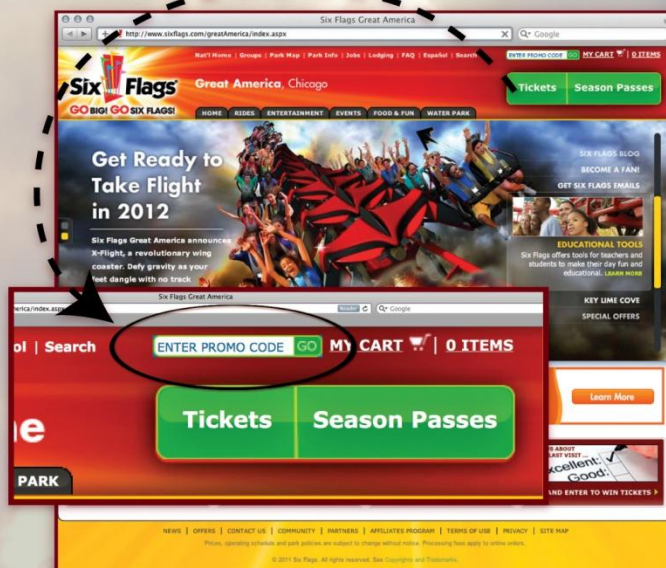 Six Flags Great America
http://www.sixflags.com/greatAmerica/index.aspx
Google
Nat'l Home | Groups | Park Map | Park Info | Jobs | Lodging | FAQ | Español | Search
ENTER PROMO CODE GO MY CART | 0 ITEMS
Six Flags
GO BIG! GO SIX FLAGS!
Great America, Chicago
Tickets Season Passes
HOME RIDES ENTERTAINMENT EVENTS FOOD & FUN WATER PARK
Get Ready to
Take Flight
in 2012
Six Flags Great America announces
X-Flight, a revolutionary wing
coaster. Defy gravity as your
feet dangle with no track
SIX FLAGS BLOG
BECOME A FAN!
GET SIX FLAGS EMAILS
EDUCATIONAL TOOLS
Six Flags offers tools for teachers and
students to make their day fun and
educational. LEARN MORE
KEY LIME COVE
SPECIAL OFFERS
Six Flags Great America
merica/index.aspx
Reader
Google
ol | Search
ENTER PROMO CODE GO MY CART | 0 ITEMS
e
Tickets Season Passes
PARK
Learn More
US ABOUT
LAST VISIT ...
xcellent:
Good:
AND ENTER TO WIN TICKETS
NEWS | OFFERS | CONTACT US | COMMUNITY | PARTNERS | AFFILIATES PROGRAM | TERMS OF USE | PRIVACY | SITE MAP
Prices, operating schedule and park policies are subject to change without notice. Processing fees apply to online orders.
© 2011 Six Flags. All rights reserved. See Copyrights and Trademarks.